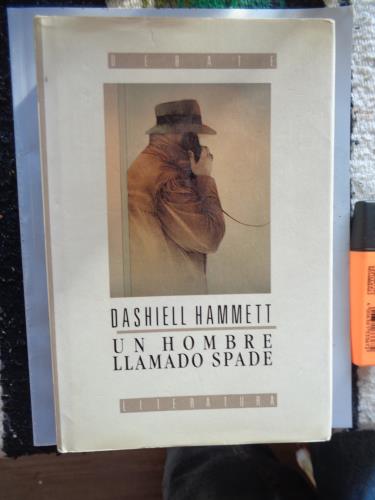 DEBATE
DASHIELL HAMMETT
UN HOMBRE
LLAMADO SPADE
LITERATURA